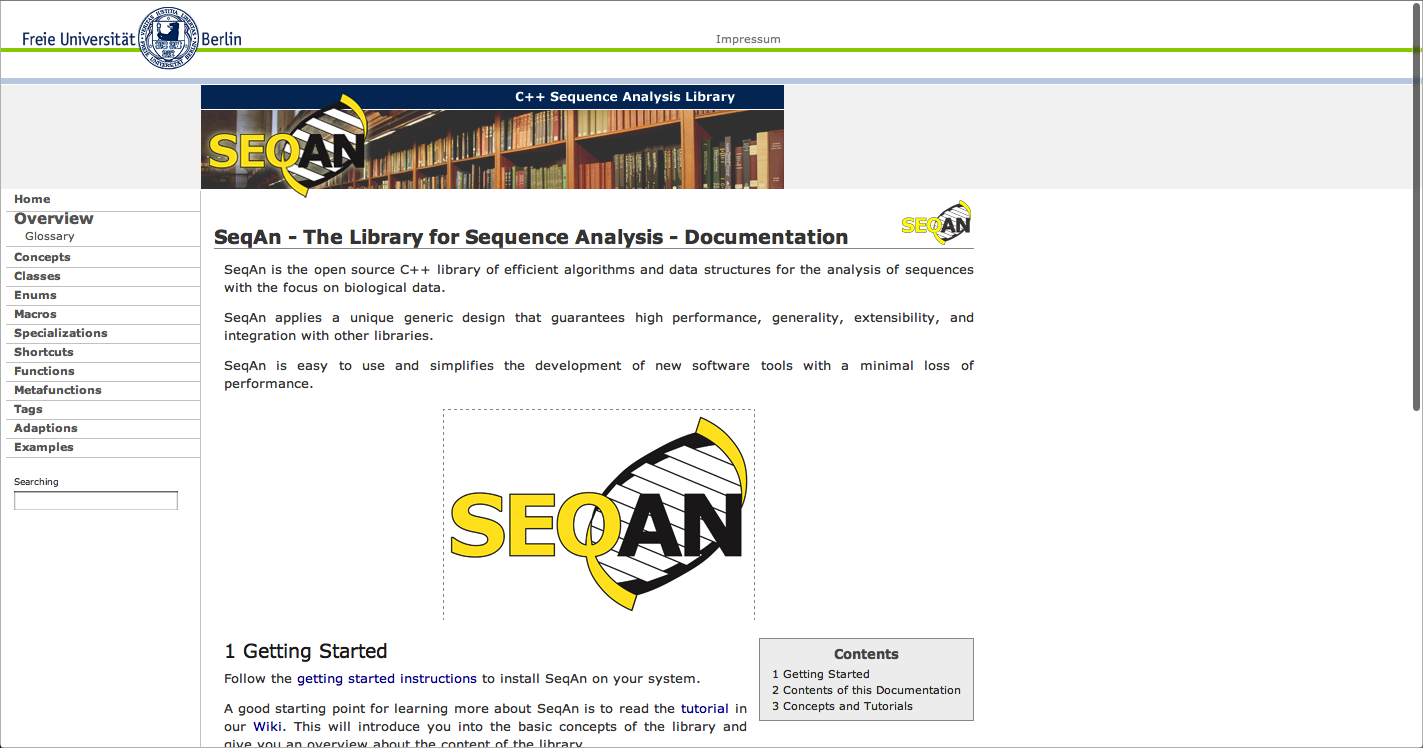 Freie Universität Berlin
VERITAS IUSTITIA LIBERTAS
FREIE UNIVERSITÄT BERLIN
Impressum
C++ Sequence Analysis Library
SEQAN
Home
Overview
Glossary
Concepts
Classes
Enums
Macros
Specializations
Shortcuts
Functions
Metafunctions
Tags
Adaptions
Examples
Searching
SEQAN
SeqAn - The Library for Sequence Analysis - Documentation
SeqAn is the open source C++ library of efficient algorithms and data structures for the analysis of sequences
with the focus on biological data.
SeqAn applies a unique generic design that guarantees high performance, generality, extensibility, and
integration with other libraries.
SeqAn is easy to use and simplifies the development of new software tools with a minimal loss of
performance.
SEQAN
1 Getting Started
Follow the getting started instructions to install SeqAn on your system.
A good starting point for learning more about SeqAn is to read the tutorial in
our Wiki. This will introduce you into the basic concepts of the library and
give you an overview about the content of the library.
Contents
1 Getting Started
2 Contents of this Documentation
3 Concepts and Tutorials